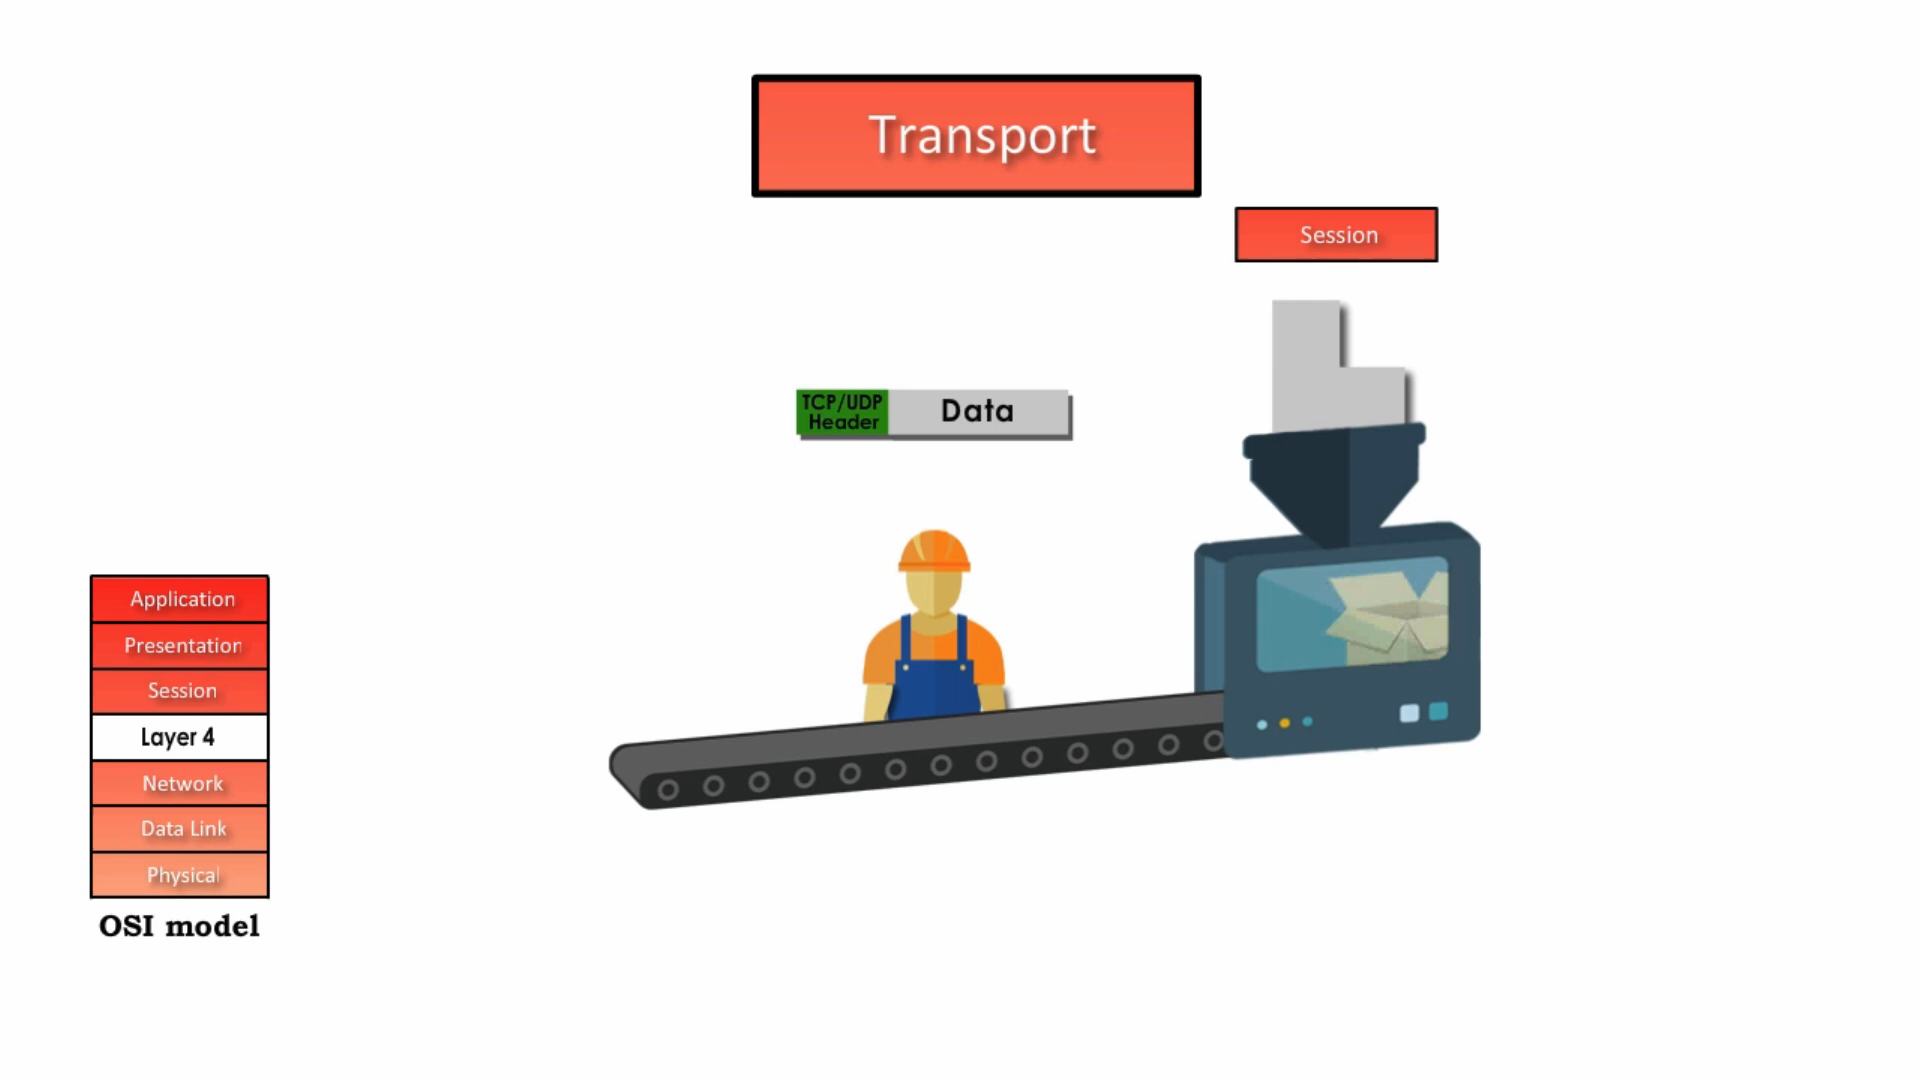 Transport
Session
TCP/UDP
Header
Data
Application
Presentation
Session
Layer 4
Network
Data Link
Physical
OSI model